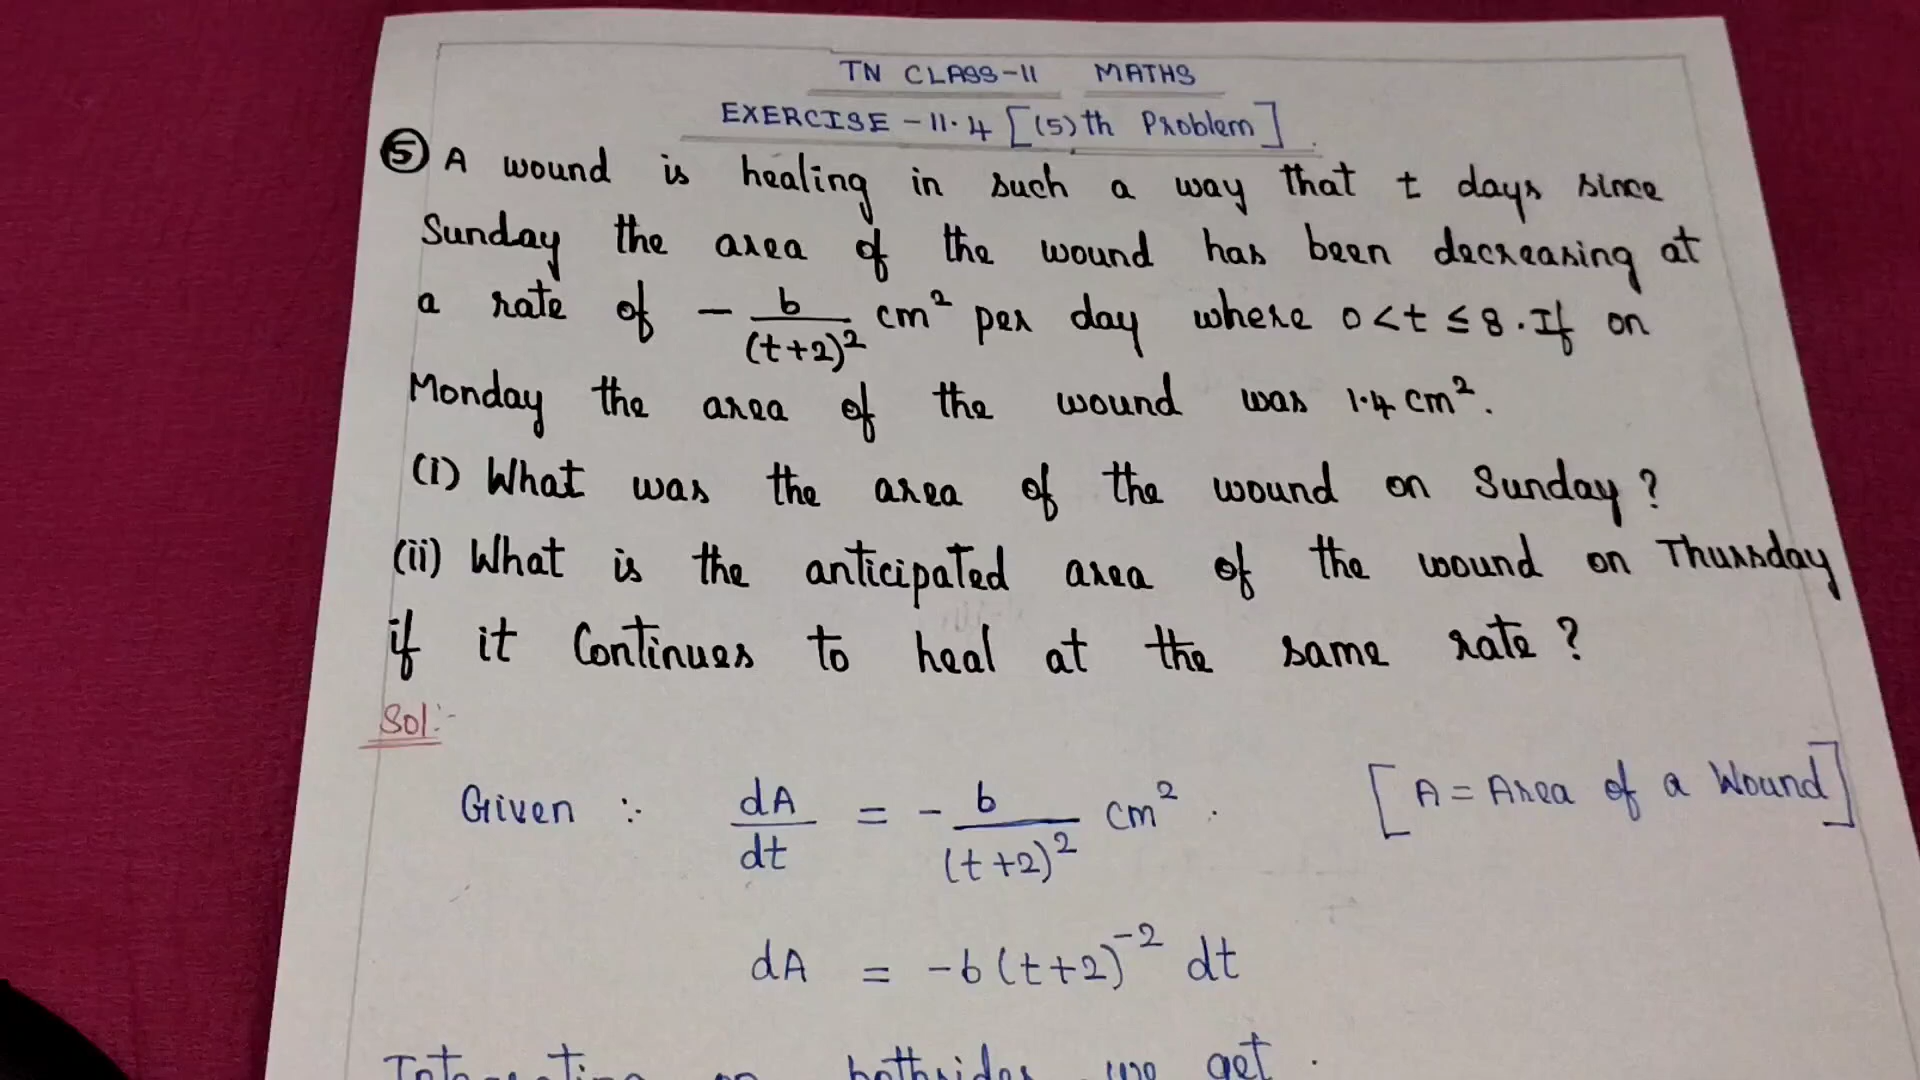 TN CLASS-11 MATHS
EXERCISE - 11.4 [(5)th Problem].
⑤ A wound is healing in such a way that t days since
Sunday the area of the wound has been decreasing at
a rate of - 6/(t+2)² cm² per day where 0<t≤8. If on
Monday the area of the wound was 1.4 cm².
(i) What was the area of the wound on Sunday?
(ii) What is the anticipated area of the wound on Thursday
if it Continues to heal at the same rate?
Sol:-
Given : dA/dt = - 6/(t+2)² cm². [A = Area of a Wound]
dA = -6(t+2)⁻² dt
Integrating on bothsides we get.